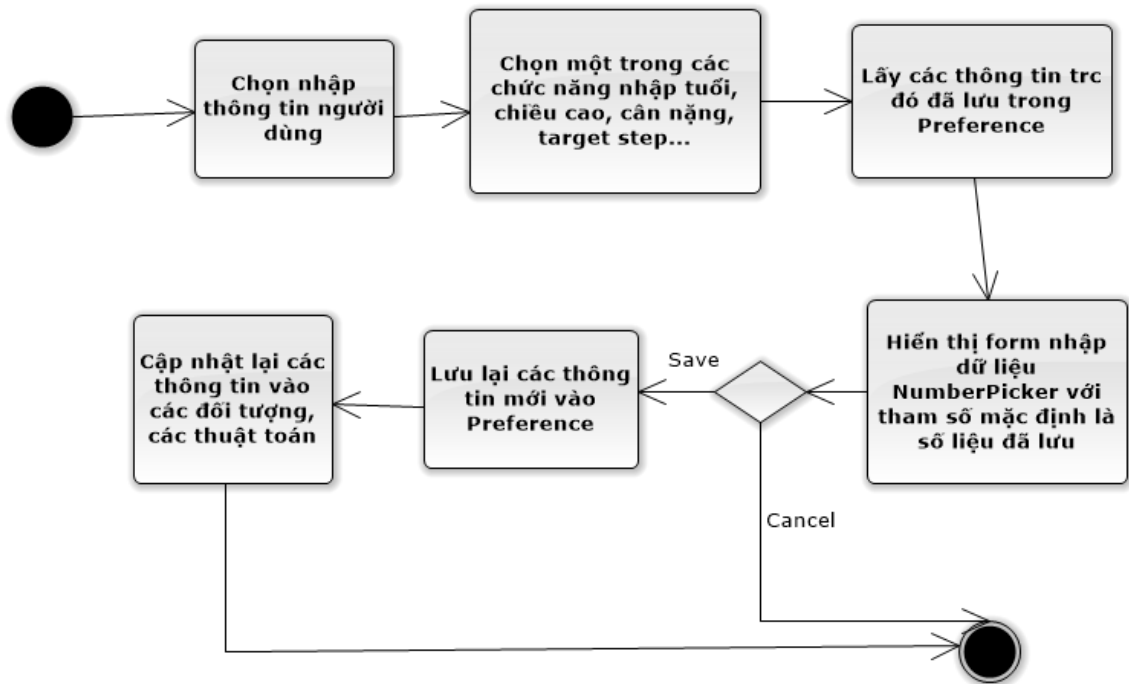 Chọn nhập
thông tin người
dùng
Chọn một trong các
chức năng nhập tuổi,
chiều cao, cân nặng,
target step...
Lấy các thông tin trc
đó đã lưu trong
Preference
Hiển thị form nhập
dữ liệu
NumberPicker với
tham số mặc định là
số liệu đã lưu
Save
Lưu lại các thông
tin mới vào
Preference
Cập nhật lại các
thông tin vào
các đối tượng,
các thuật toán
Cancel